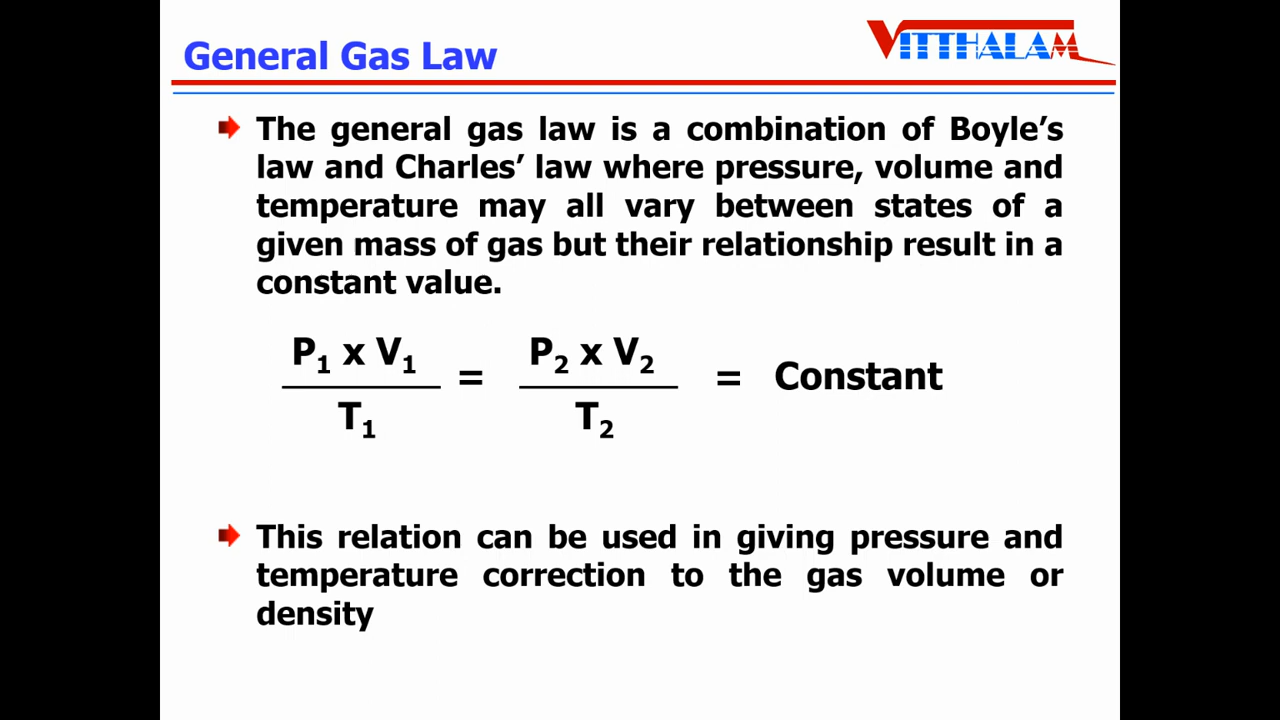 General Gas Law
VITTHALAM
The general gas law is a combination of Boyle’s
law and Charles’ law where pressure, volume and
temperature may all vary between states of a
given mass of gas but their relationship result in a
constant value.
P₁ x V₁ = P₂ x V₂ = Constant
T₁ T₂
This relation can be used in giving pressure and
temperature correction to the gas volume or
density